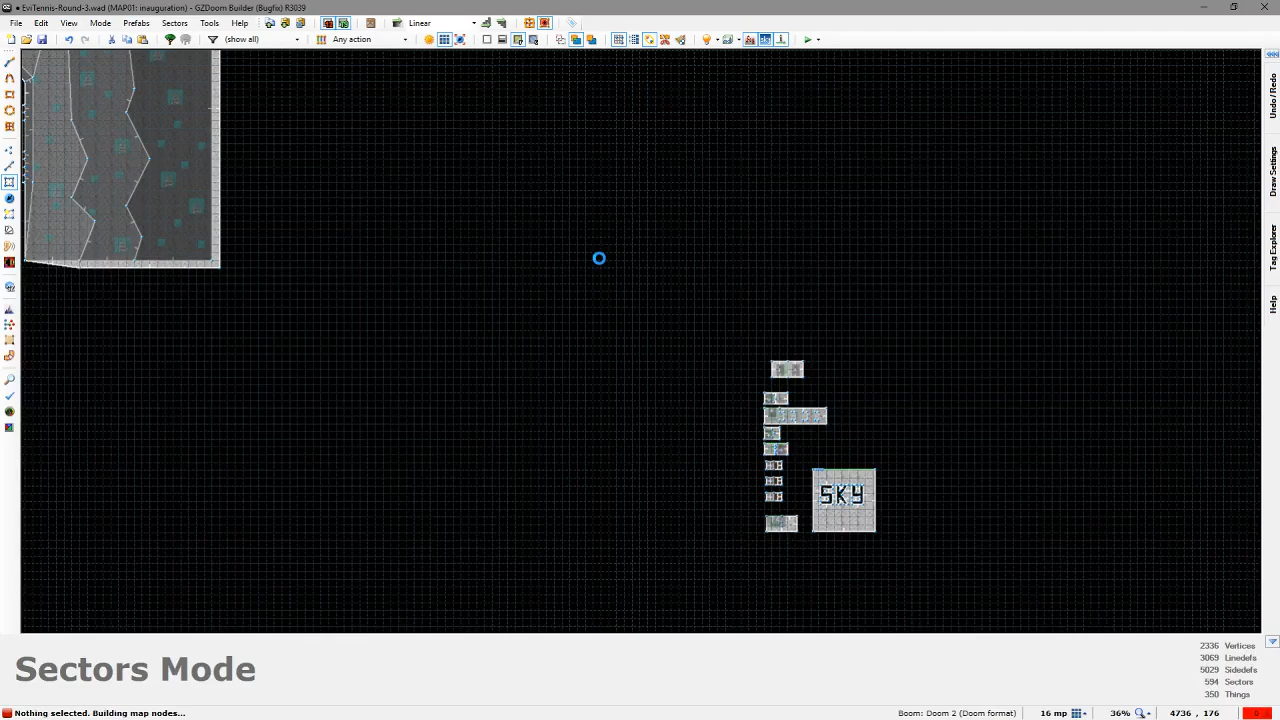 • EviTennis-Round-3.wad (MAP01: inauguration) - GZDoom Builder (Bugfix) R3039
File Edit View Mode Prefabs Sectors Tools Help
Linear
(show all)
Any action
Undo / Redo
Draw Settings
Tag Explorer
Help
SKY
Sectors Mode
2336 Vertices
3069 Linedefs
5029 Sidedefs
594 Sectors
350 Things
Nothing selected. Building map nodes...
Boom: Doom 2 (Doom format)
16 mp
36%
4736 , 176